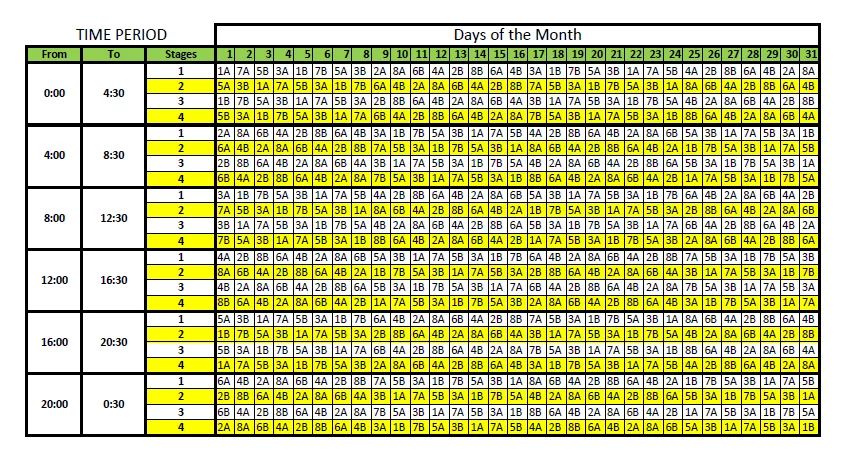 TIME PERIOD Days of the Month
From To Stages 1 2 3 4 5 6 7 8 9 10 11 12 13 14 15 16 17 18 19 20 21 22 23 24 25 26 27 28 29 30 31
0:00 4:30
1 1A 7A 5B 3A 1B 7B 5A 3B 2A 8A 6B 4A 2B 8B 6A 4B 3A 1B 7B 5A 3B 1A 7A 5B 4A 2B 8B 6A 4B 2A 8A
2 5A 3B 1A 7A 5B 3A 1B 7B 6A 4B 2A 8A 6B 4A 2B 8B 7A 5B 3A 1B 7B 5A 3B 1A 8A 6B 4A 2B 8B 6A 4B
3 1B 7B 5A 3B 1A 7A 5B 3A 2B 8B 6A 4B 2A 8A 6B 4A 3B 1A 7A 5B 3A 1B 7B 5A 4B 2A 8A 6B 4A 2B 8B
4 5B 3A 1B 7B 5A 3B 1A 7A 6B 4A 2B 8B 6A 4B 2A 8A 7B 5A 3B 1A 7A 5B 3A 1B 8B 6A 4B 2A 8A 6B 4A
4:00 8:30
1 2A 8A 6B 4A 2B 8B 6A 4B 3A 1B 7B 5A 3B 1A 7A 5B 4A 2B 8B 6A 4B 2A 8A 6B 5A 3B 1A 7A 5B 3A 1B
2 6A 4B 2A 8A 6B 4A 2B 8B 7A 5B 3A 1B 7B 5A 3B 1A 8A 6B 4A 2B 8B 6A 4B 2A 1B 7B 5A 3B 1A 7A 5B
3 2B 8B 6A 4B 2A 8A 6B 4A 3B 1A 7A 5B 3A 1B 7B 5A 4B 2A 8A 6B 4A 2B 8B 6A 5B 3A 1B 7B 5A 3B 1A
4 6B 4A 2B 8B 6A 4B 2A 8A 7B 5A 3B 1A 7A 5B 3A 1B 8B 6A 4B 2A 8A 6B 4A 2B 1A 7A 5B 3A 1B 7B 5A
8:00 12:30
1 3A 1B 7B 5A 3B 1A 7A 5B 4A 2B 8B 6A 4B 2A 8A 6B 5A 3B 1A 7A 5B 3A 1B 7B 6A 4B 2A 8A 6B 4A 2B
2 7A 5B 3A 1B 7B 5A 3B 1A 8A 6B 4A 2B 8B 6A 4B 2A 1B 7B 5A 3B 1A 7A 5B 3A 2B 8B 6A 4B 2A 8A 6B
3 3B 1A 7A 5B 3A 1B 7B 5A 4B 2A 8A 6B 4A 2B 8B 6A 5B 3A 1B 7B 5A 3B 1A 7A 6B 4A 2B 8B 6A 4B 2A
4 7B 5A 3B 1A 7A 5B 3A 1B 8B 6A 4B 2A 8A 6B 4A 2B 1A 7A 5B 3A 1B 7B 5A 3B 2A 8A 6B 4A 2B 8B 6A
12:00 16:30
1 4A 2B 8B 6A 4B 2A 8A 6B 5A 3B 1A 7A 5B 3A 1B 7B 6A 4B 2A 8A 6B 4A 2B 8B 7A 5B 3A 1B 7B 5A 3B
2 8A 6B 4A 2B 8B 6A 4B 2A 1B 7B 5A 3B 1A 7A 5B 3A 2B 8B 6A 4B 2A 8A 6B 4A 3B 1A 7A 5B 3A 1B 7B
3 4B 2A 8A 6B 4A 2B 8B 6A 5B 3A 1B 7B 5A 3B 1A 7A 6B 4A 2B 8B 6A 4B 2A 8A 7B 5A 3B 1A 7A 5B 3A
4 8B 6A 4B 2A 8A 6B 4A 2B 1A 7A 5B 3A 1B 7B 5A 3B 2A 8A 6B 4A 2B 8B 6A 4B 3A 1B 7B 5A 3B 1A 7A
16:00 20:30
1 5A 3B 1A 7A 5B 3A 1B 7B 6A 4B 2A 8A 6B 4A 2B 8B 7A 5B 3A 1B 7B 5A 3B 1A 8A 6B 4A 2B 8B 6A 4B
2 1B 7B 5A 3B 1A 7A 5B 3A 2B 8B 6A 4B 2A 8A 6B 4A 3B 1A 7A 5B 3A 1B 7B 5A 4B 2A 8A 6B 4A 2B 8B
3 5B 3A 1B 7B 5A 3B 1A 7A 6B 4A 2B 8B 6A 4B 2A 8A 7B 5A 3B 1A 7A 5B 3A 1B 8B 6A 4B 2A 8A 6B 4A
4 1A 7A 5B 3A 1B 7B 5A 3B 2A 8A 6B 4A 2B 8B 6A 4B 3A 1B 7B 5A 3B 1A 7A 5B 4A 2B 8B 6A 4B 2A 8A
20:00 0:30
1 6A 4B 2A 8A 6B 4A 2B 8B 7A 5B 3A 1B 7B 5A 3B 1A 8A 6B 4A 2B 8B 6A 4B 2A 1B 7B 5A 3B 1A 7A 5B
2 2B 8B 6A 4B 2A 8A 6B 4A 3B 1A 7A 5B 3A 1B 7B 5A 4B 2A 8A 6B 4A 2B 8B 6A 5B 3A 1B 7B 5A 3B 1A
3 6B 4A 2B 8B 6A 4B 2A 8A 7B 5A 3B 1A 7A 5B 3A 1B 8B 6A 4B 2A 8A 6B 4A 2B 1A 7A 5B 3A 1B 7B 5A
4 2A 8A 6B 4A 2B 8B 6A 4B 3A 1B 7B 5A 3B 1A 7A 5B 4A 2B 8B 6A 4B 2A 8A 6B 5A 3B 1A 7A 5B 3A 1B